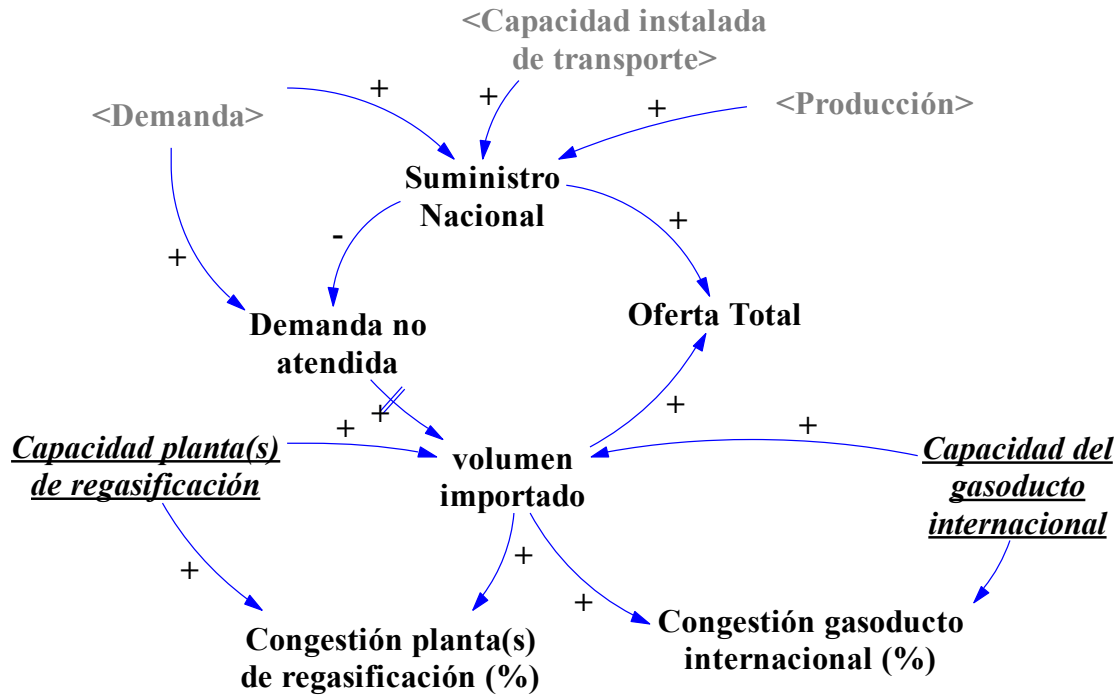 <Capacidad instalada
de transporte>
<Demanda>
+
+
+
<Producción>
Suministro
Nacional
-
+
+
Demanda no
atendida
Oferta Total
+
+
+
+
Capacidad planta(s)
de regasificación
volumen
importado
Capacidad del
gasoducto
internacional
+
+
+
Congestión planta(s)
de regasificación (%)
Congestión gasoducto
internacional (%)